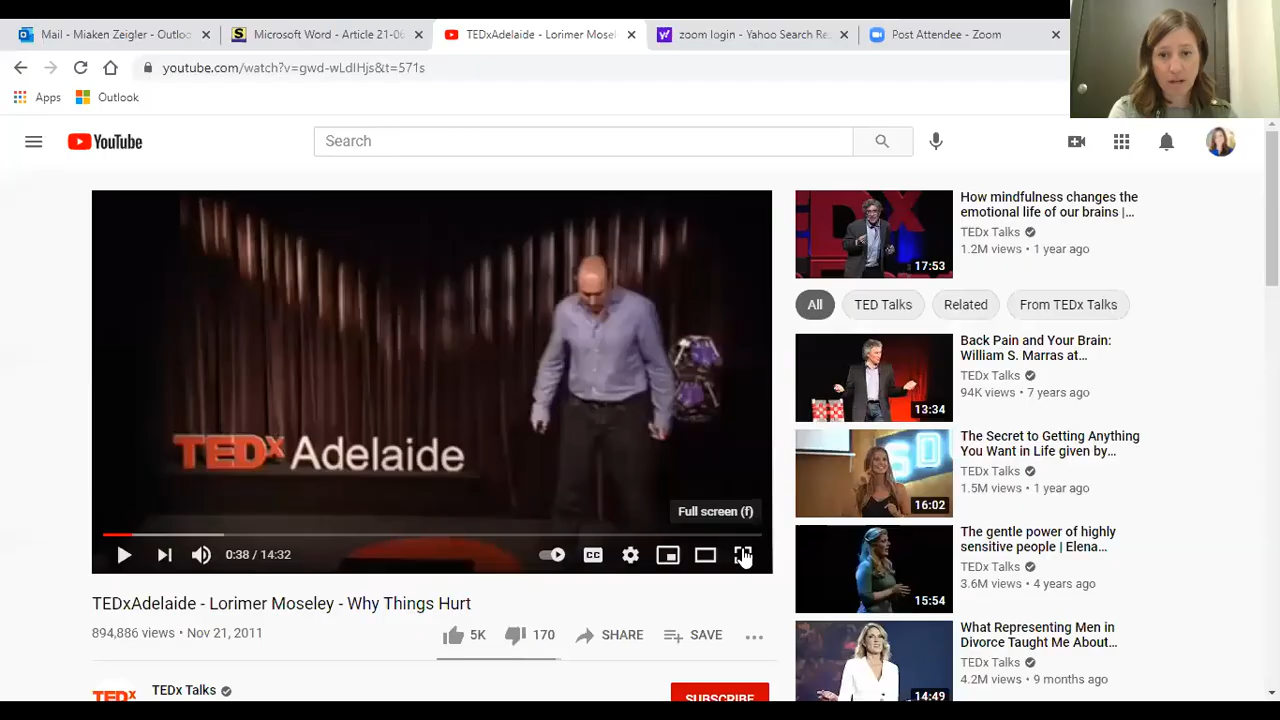 Mail - Miaken Zeigler - Outlo
Microsoft Word - Article 21-0
TEDxAdelaide - Lorimer Mosel
zoom login - Yahoo Search Re
Post Attendee - Zoom
youtube.com/watch?v=gwd-wLdIHjs&t=571s
Apps
Outlook
YouTube
Search
TEDxAdelaide
Full screen (f)
0:38 / 14:32
CC
TEDxAdelaide - Lorimer Moseley - Why Things Hurt
894,886 views • Nov 21, 2011
5K
170
SHARE
SAVE
TEDx
TEDx Talks
SUBSCRIBE
17:53
How mindfulness changes the
emotional life of our brains |...
TEDx Talks
1.2M views • 1 year ago
All
TED Talks
Related
From TEDx Talks
13:34
Back Pain and Your Brain:
William S. Marras at...
TEDx Talks
94K views • 7 years ago
16:02
The Secret to Getting Anything
You Want in Life given by...
TEDx Talks
1.5M views • 1 year ago
15:54
The gentle power of highly
sensitive people | Elena...
TEDx Talks
3.6M views • 4 years ago
14:49
What Representing Men in
Divorce Taught Me About...
TEDx Talks
4.2M views • 9 months ago